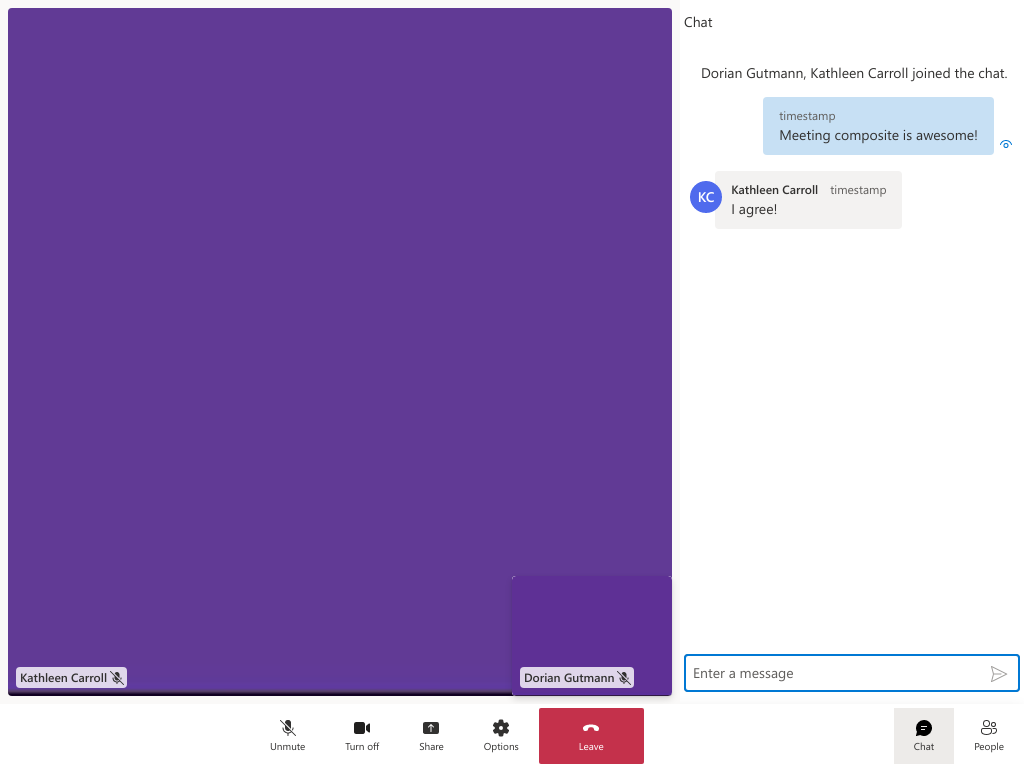 Chat
Dorian Gutmann, Kathleen Carroll joined the chat.
timestamp
Meeting composite is awesome!
KC
Kathleen Carroll timestamp
I agree!
Kathleen Carroll
Dorian Gutmann
Enter a message
Unmute
Turn off
Share
Options
Leave
Chat
People